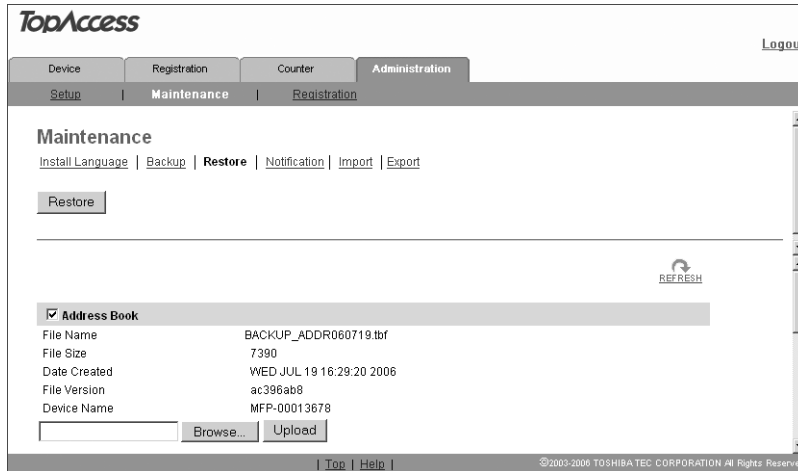 TopAccess
Logou
Device Registration Counter Administration
Setup | Maintenance | Registration
Maintenance
Install Language | Backup | Restore | Notification | Import | Export
Restore
REFRESH
Address Book
File Name BACKUP_ADDR060719.tbf
File Size 7390
Date Created WED JUL 19 16:29:20 2006
File Version ac396ab8
Device Name MFP-00013678
Browse... Upload
| Top | Help | ©2003-2006 TOSHIBA TEC CORPORATION All Rights Reserve